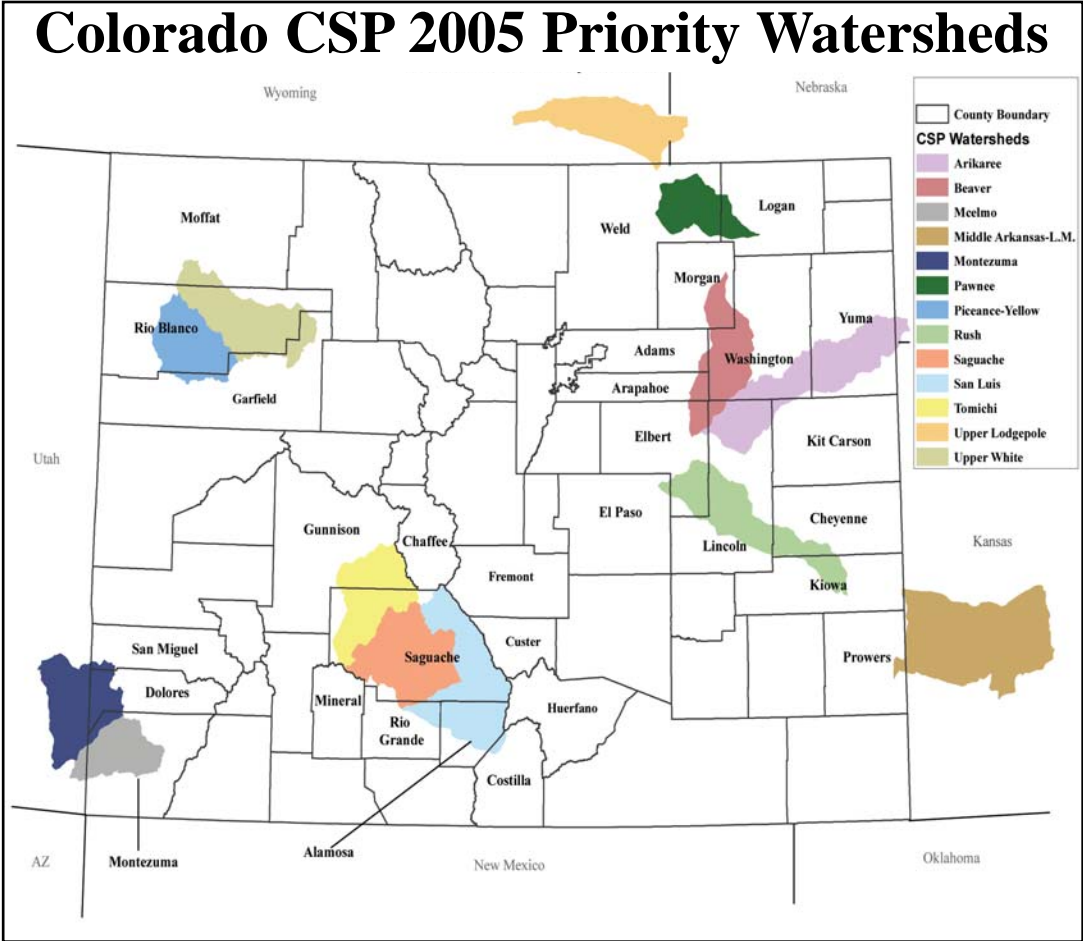 Colorado CSP 2005 Priority Watersheds
Wyoming
Nebraska
County Boundary
CSP Watersheds
Arikaree
Beaver
Mcelmo
Middle Arkansas-L.M.
Montezuma
Pawnee
Piceance-Yellow
Rush
Saguache
San Luis
Tomichi
Upper Lodgepole
Upper White
Moffat
Weld
Logan
Morgan
Rio Blanco
Yuma
Adams
Washington
Arapahoe
Garfield
Elbert
Kit Carson
Utah
El Paso
Cheyenne
Gunnison
Chaffee
Lincoln
Kansas
Fremont
Kiowa
San Miguel
Custer
Saguache
Prowers
Dolores
Mineral
Rio
Grande
Huerfano
Costilla
AZ
Montezuma
Alamosa
New Mexico
Oklahoma